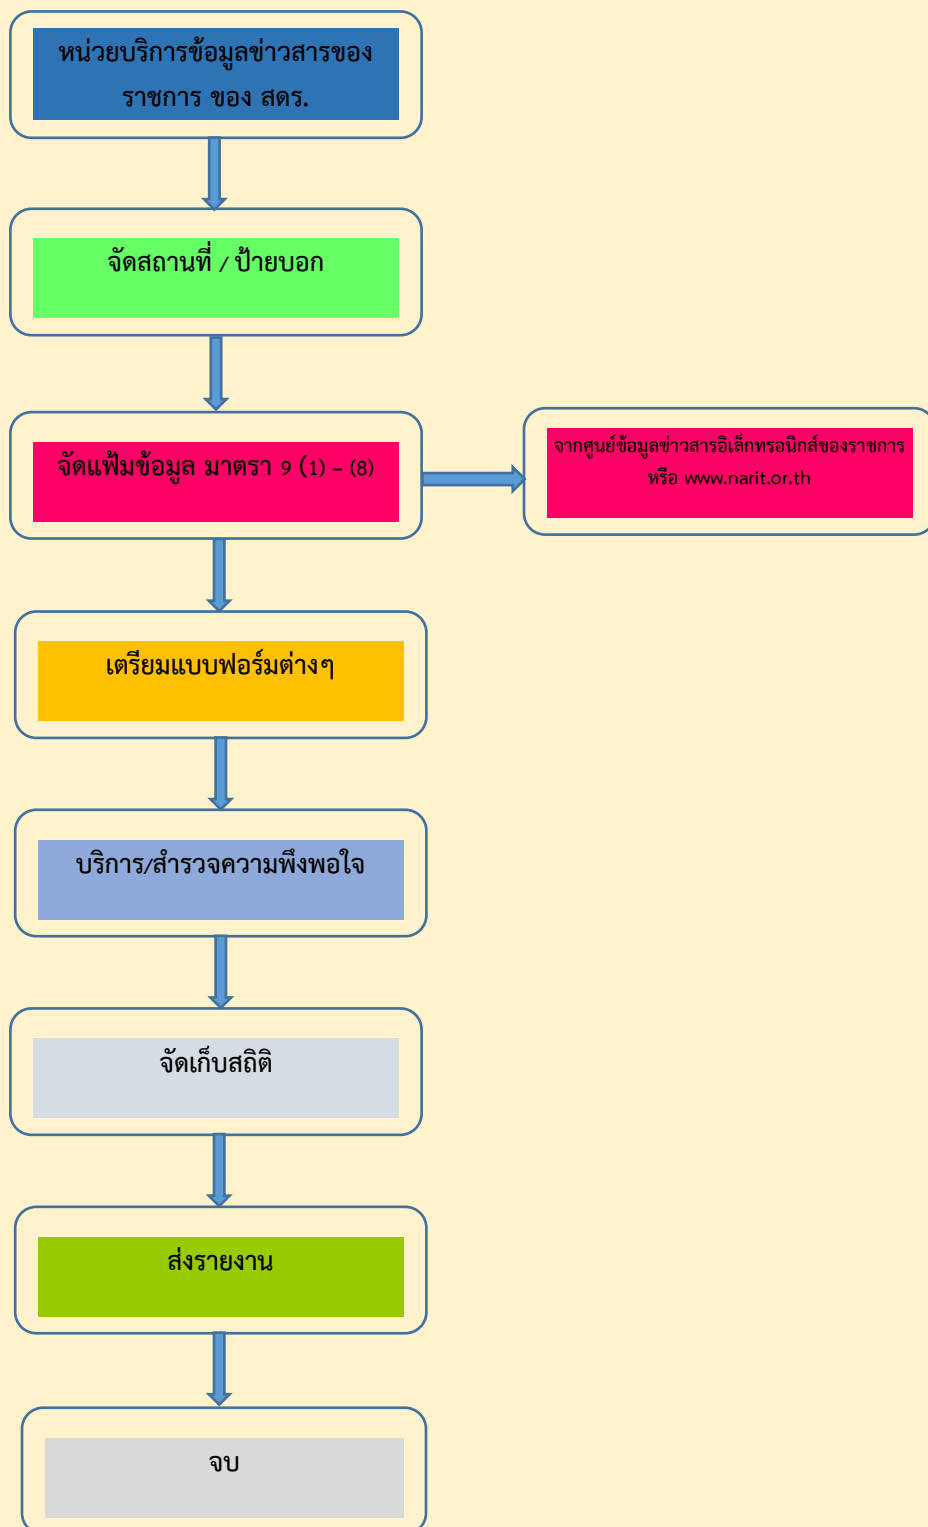 หน่วยบริการข้อมูลข่าวสารของ
ราชการ ของ สดร.
จัดสถานที่ / ป้ายบอก
จัดแฟ้มข้อมูล มาตรา 9 (1) – (8)
จากศูนย์ข้อมูลข่าวสารอิเล็กทรอนิกส์ของราชการ
หรือ www.narit.or.th
เตรียมแบบฟอร์มต่างๆ
บริการ/สำรวจความพึงพอใจ
จัดเก็บสถิติ
ส่งรายงาน
จบ